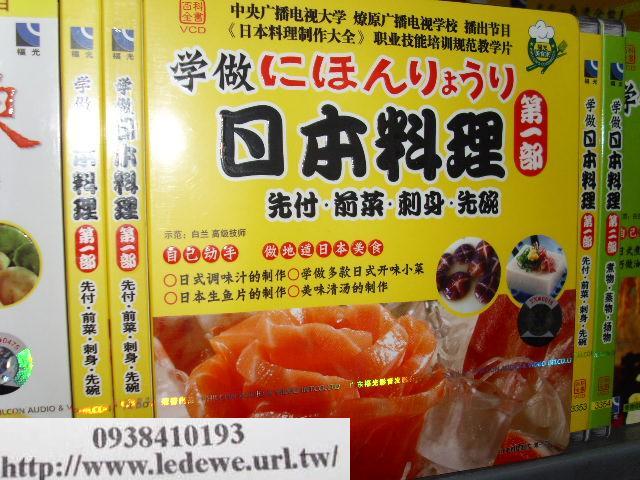 百科全书
VCD
中央广播电视大学 燎原广播电视学校 播出节目
《日本料理制作大全》职业技能培训规范教学片
学做にほんりょうり
日本料理
第一部
先付·前菜·刺身·先碗
示范：白兰 高级技师
自己动手 做地道日本美食
○日式调味汁的制作 ○学做多款日式开味小菜
○日本生鱼片的制作 ○美味清汤的制作
福光
学做日本料理 第一部 先付·前菜·刺身·先碗
福光
学做日本料理 第一部 先付·前菜·刺身·先碗
学做日本料理 第一部 先付·前菜·刺身·先碗
3353
学做日本料理 煮物·蒸物·扬物
3354
0938410193
http://www.ledewe.url.tw/